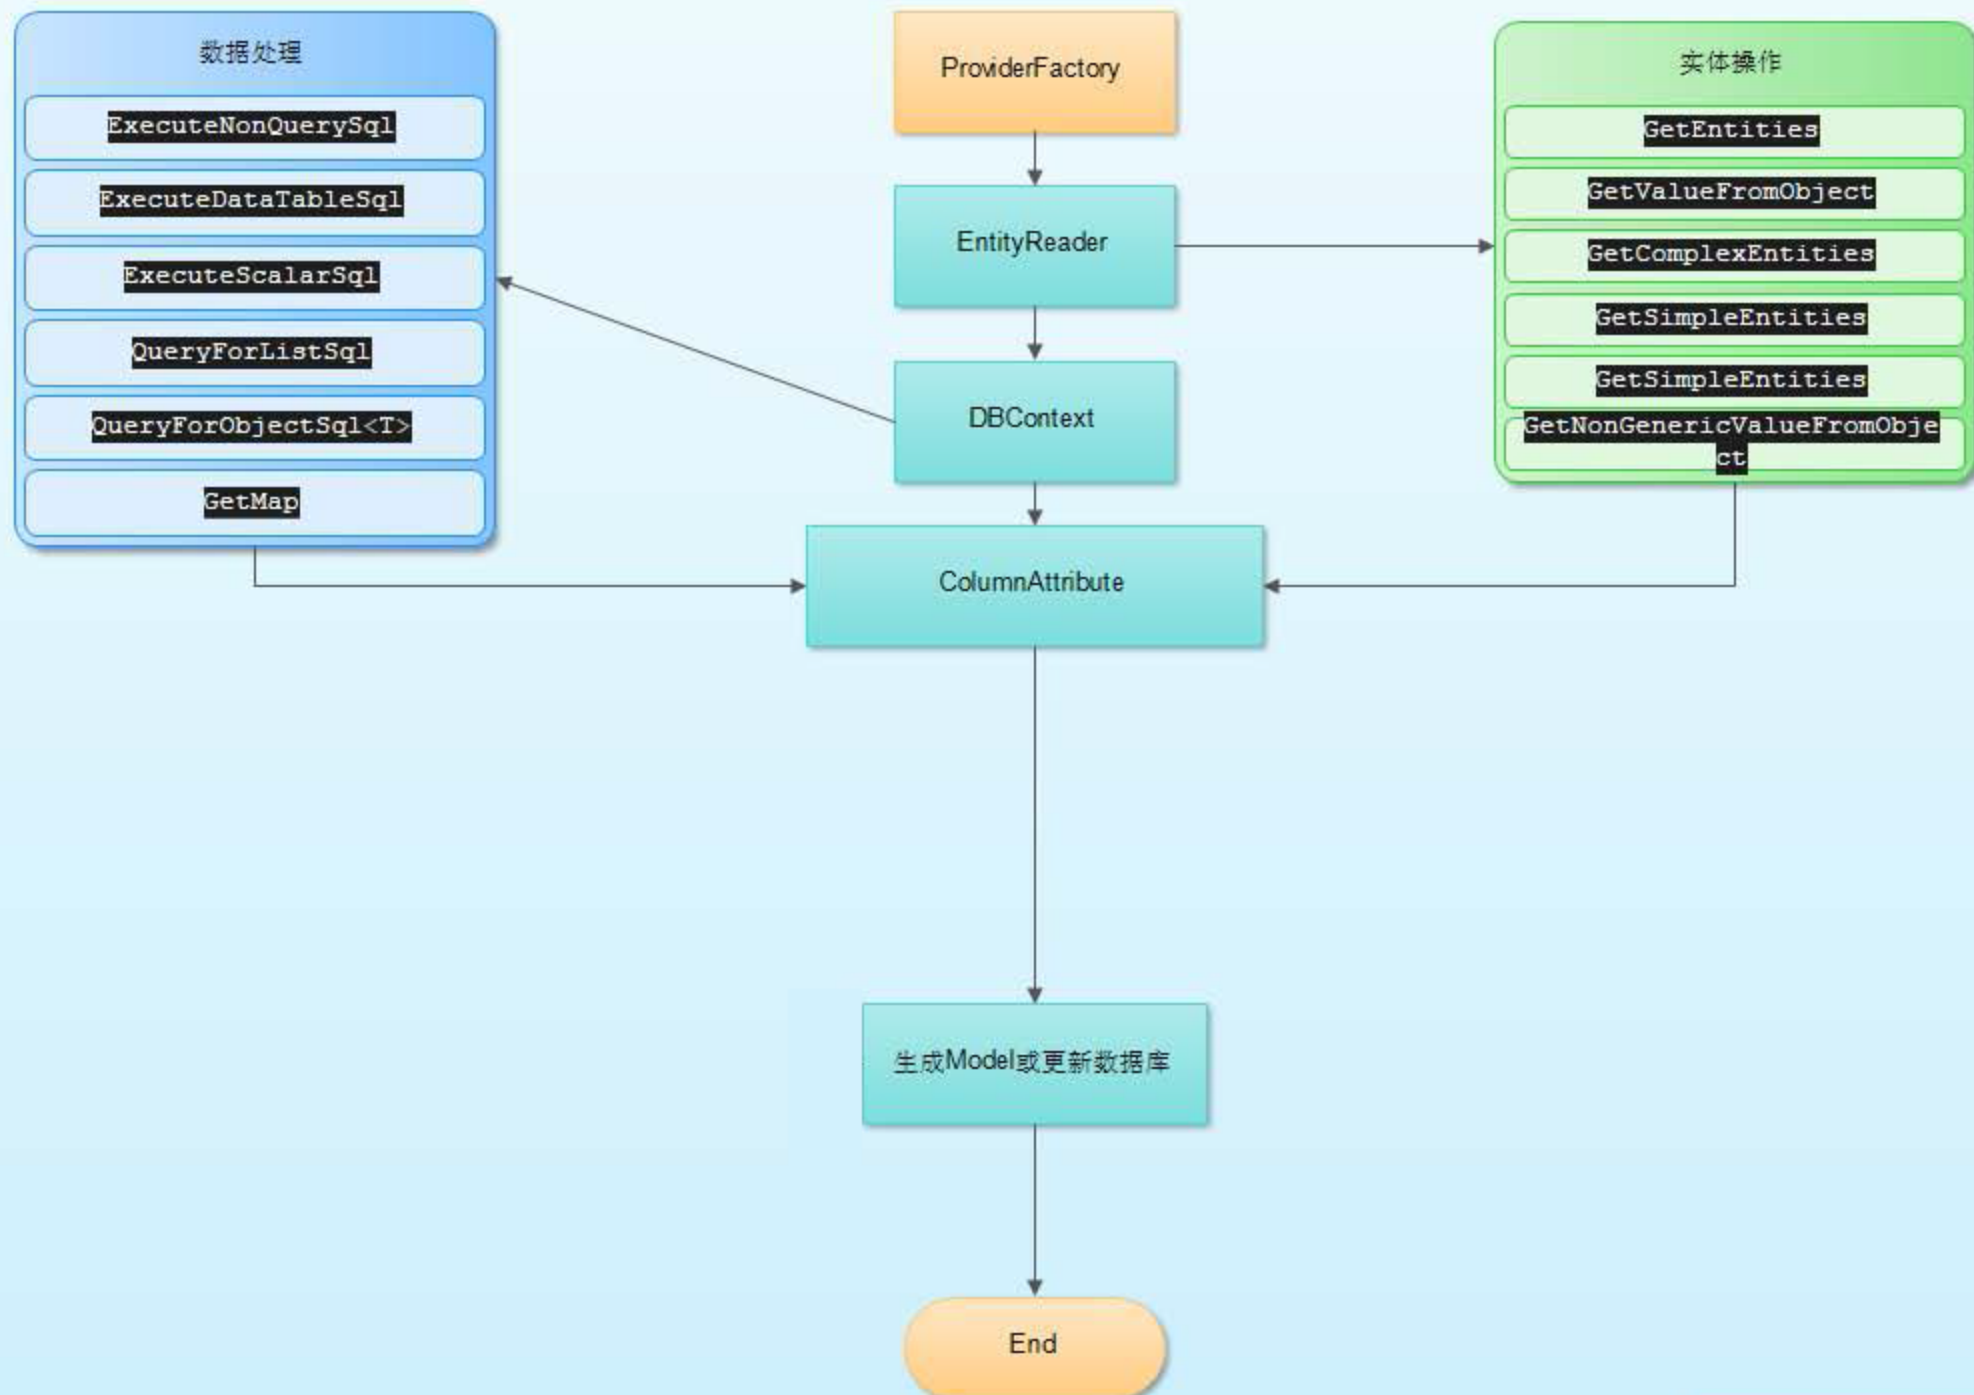 数据处理
ExecuteNonQuerySql
ExecuteDataTableSql
ExecuteScalarSql
QueryForListSql
QueryForObjectSql<T>
GetMap
ProviderFactory
EntityReader
DBContext
ColumnAttribute
生成Model或更新数据库
End
实体操作
GetEntities
GetValueFromObject
GetComplexEntities
GetSimpleEntities
GetSimpleEntities
GetNonGenericValueFromObje
ct